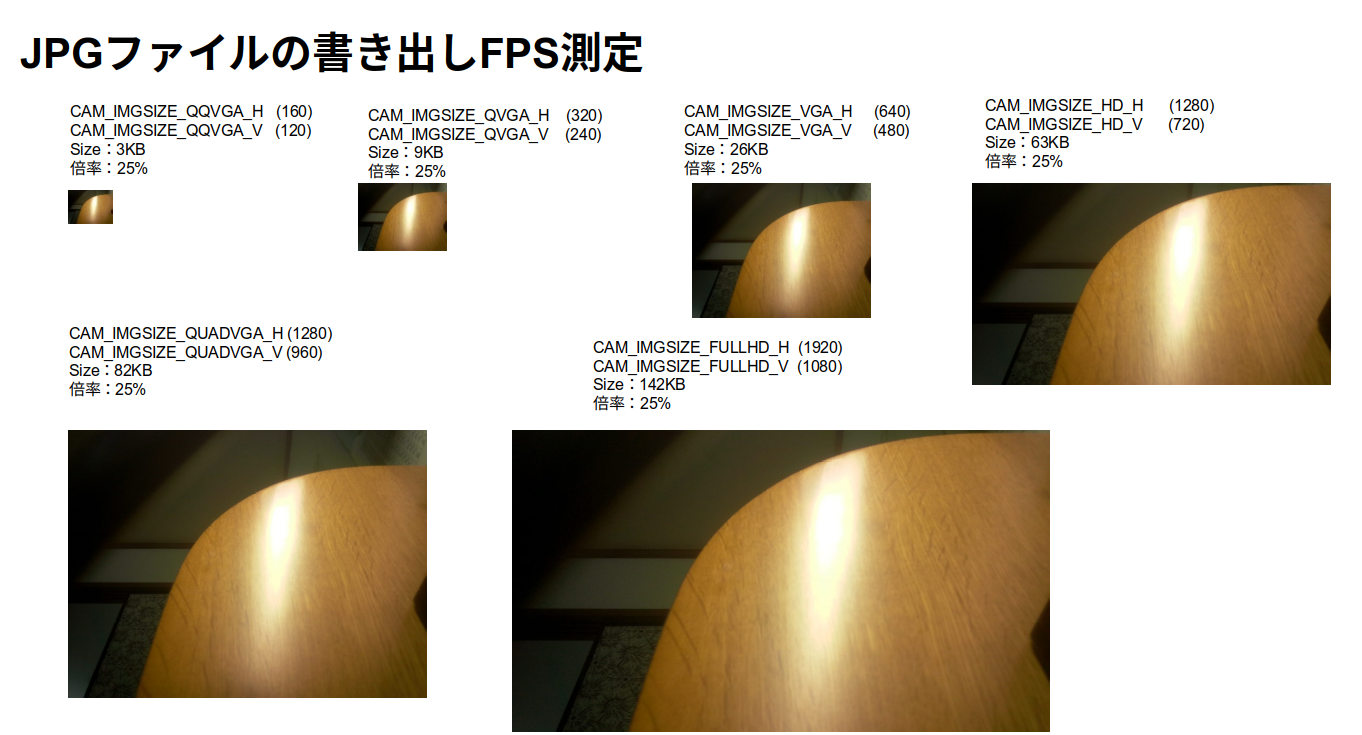 JPGファイルの書き出しFPS測定
CAM_IMGSIZE_QQVGA_H (160)
CAM_IMGSIZE_QQVGA_V (120)
Size：3KB
倍率：25%
CAM_IMGSIZE_QVGA_H (320)
CAM_IMGSIZE_QVGA_V (240)
Size：9KB
倍率：25%
CAM_IMGSIZE_VGA_H (640)
CAM_IMGSIZE_VGA_V (480)
Size：26KB
倍率：25%
CAM_IMGSIZE_HD_H (1280)
CAM_IMGSIZE_HD_V (720)
Size：63KB
倍率：25%
CAM_IMGSIZE_QUADVGA_H (1280)
CAM_IMGSIZE_QUADVGA_V (960)
Size：82KB
倍率：25%
CAM_IMGSIZE_FULLHD_H (1920)
CAM_IMGSIZE_FULLHD_V (1080)
Size：142KB
倍率：25%